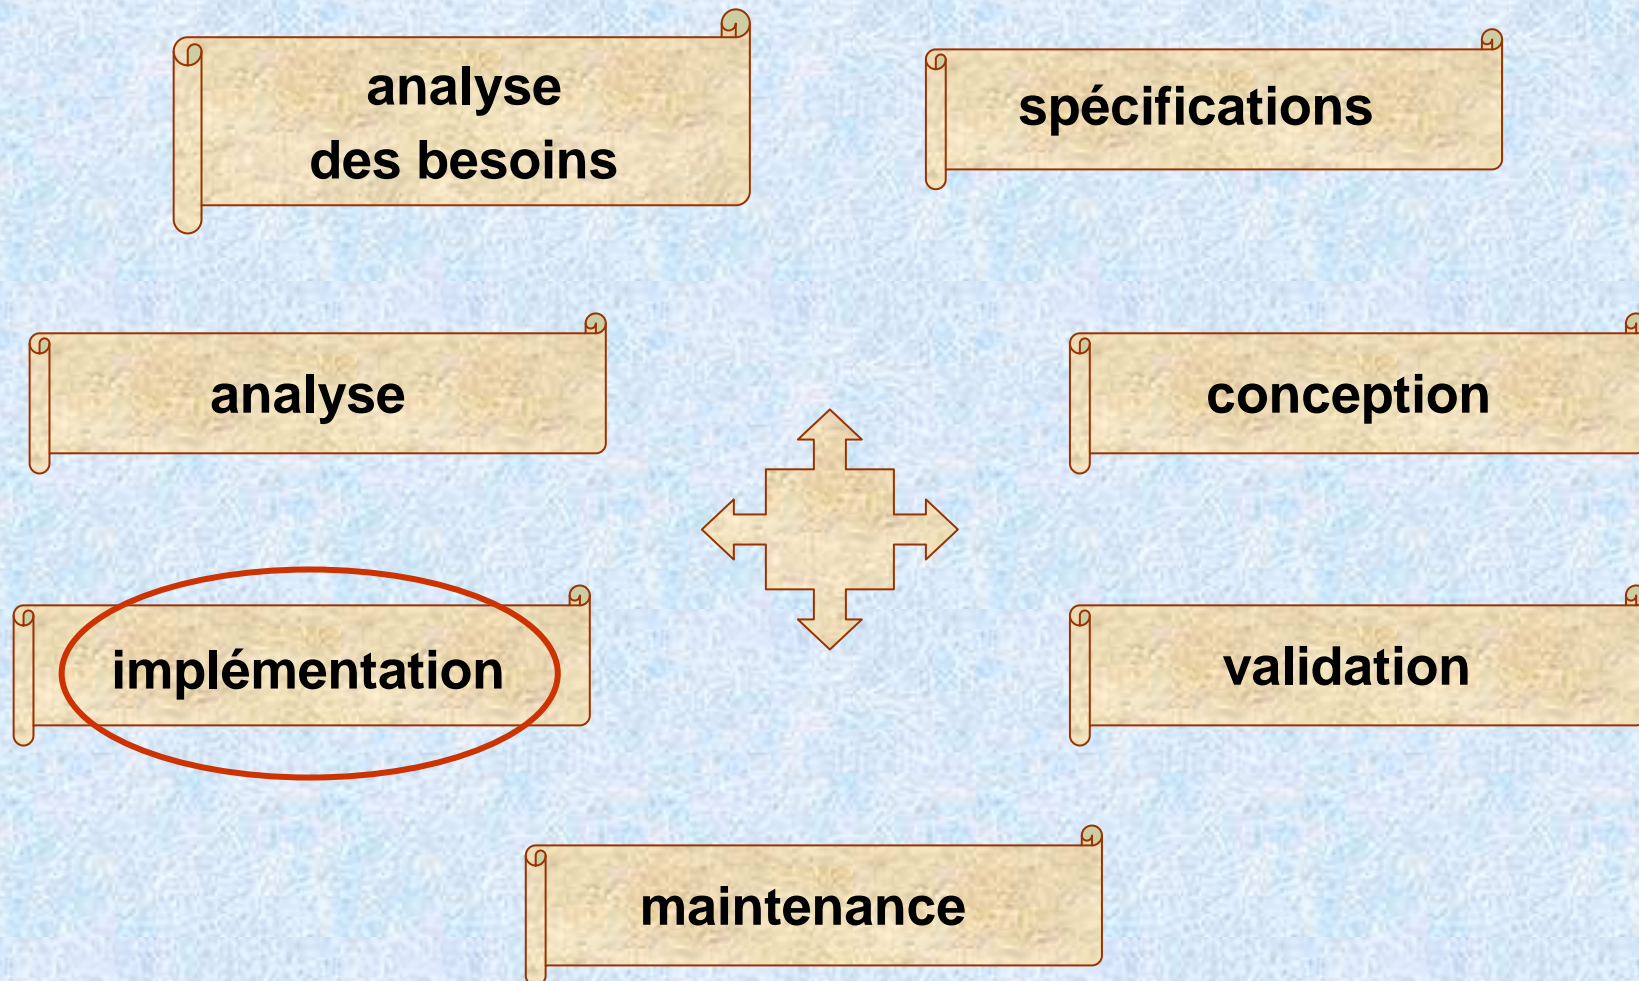 analyse
des besoins
spécifications
analyse
conception
implémentation
validation
maintenance